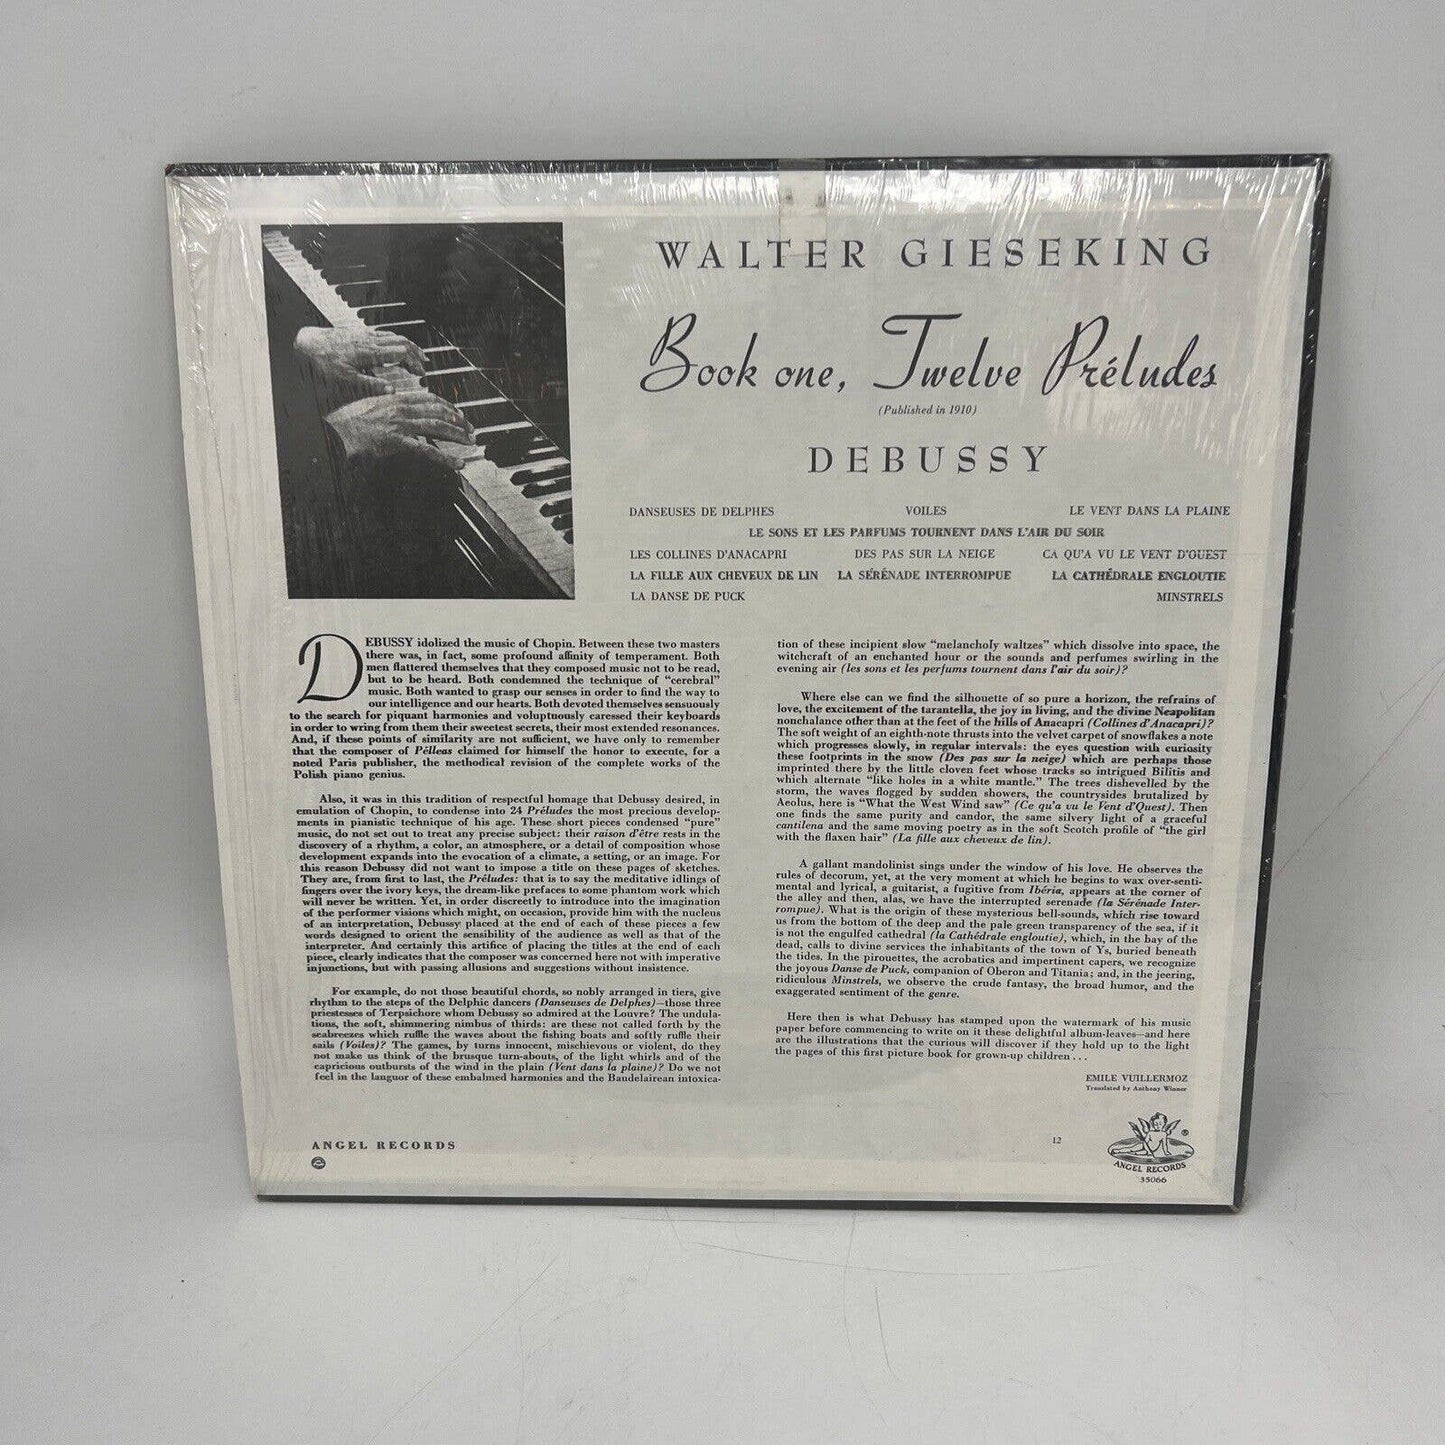 WALTER GIESEKING
Book one, Twelve Préludes
(Published in 1910)
DEBUSSY
DANSEUSES DE DELPHES VOILES LE VENT DANS LA PLAINE
LE SONS ET LES PARFUMS TOURNENT DANS L'AIR DU SOIR
LES COLLINES D'ANACAPRI DES PAS SUR LA NEIGE CA QU'A VU LE VENT D'OUEST
LA FILLE AUX CHEVEUX DE LIN LA SÉRÉNADE INTERROMPUE LA CATHÉDRALE ENGLOUTIE
LA DANSE DE PUCK MINSTRELS
DEBUSSY idolized the music of Chopin. Between these two masters
there was, in fact, some profound affinity of temperament. Both
men flattered themselves that they composed music not to be read,
but to be heard. Both condemned the technique of "cerebral"
music. Both wanted to grasp our senses in order to find the way to
our intelligence and our hearts. Both devoted themselves sensuously
to the search for piquant harmonies and voluptuously caressed their keyboards
in order to wring from them their sweetest secrets, their most extended resonances.
And, if these points of similarity are not sufficient, we have only to remember
that the composer of Pélleas claimed for himself the honor to execute, for a
noted Paris publisher, the methodical revision of the complete works of the
Polish piano genius.
Also, it was in this tradition of respectful homage that Debussy desired, in
emulation of Chopin, to condense into 24 Préludes the most precious develop-
ments in pianistic technique of his age. These short pieces condensed "pure"
music, do not set out to treat any precise subject: their raison d'être rests in the
discovery of a rhythm, a color, an atmosphere, or a detail of composition whose
development expands into the evocation of a climate, a setting, or an image. For
this reason Debussy did not want to impose a title on these pages of sketches.
They are, from first to last, the Préludes: that is to say the meditative idlings of
fingers over the ivory keys, the dream-like prefaces to some phantom work which
will never be written. Yet, in order discreetly to introduce into the imagination
of the performer visions which might, on occasion, provide him with the nucleus
of an interpretation, Debussy placed at the end of each of these pieces a few
words designed to orient the sensibility of the audience as well as that of the
interpreter. And certainly this artifice of placing the titles at the end of each
piece, clearly indicates that the composer was concerned here not with imperative
injunctions, but with passing allusions and suggestions without insistence.
For example, do not those beautiful chords, so nobly arranged in tiers, give
rhythm to the steps of the Delphic dancers (Danseuses de Delphes)—those three
priestesses of Terpsichore whom Debussy so admired at the Louvre? The undula-
tions, the soft, shimmering nimbus of thirds: are these not called forth by the
seabreezes which ruffle the waves about the fishing boats and softly ruffle their
sails (Voiles)? The games, by turns innocent, mischievous or violent, do they
not make us think of the brusque turn-abouts, of the light whirls and of the
capricious outbursts of the wind in the plain (Vent dans la plaine)? Do we not
feel in the languor of these embalmed harmonies and the Baudelairean intoxica-
tion of these incipient slow "melancholy waltzes" which dissolve into space, the
witchcraft of an enchanted hour or the sounds and perfumes swirling in the
evening air (les sons et les perfums tournent dans l'air du soir)?
Where else can we find the silhouette of so pure a horizon, the refrains of
love, the excitement of the tarantella, the joy in living, and the divine Neapolitan
nonchalance other than at the feet of the hills of Anacapri (Collines d'Anacapri)?
The soft weight of an eighth-note thrusts into the velvet carpet of snowflakes a note
which progresses slowly, in regular intervals: the eyes question with curiosity
these footprints in the snow (Des pas sur la neige) which are perhaps those
imprinted there by the little cloven feet whose tracks so intrigued Bilitis and
which alternate "like holes in a white mantle." The trees dishevelled by the
storm, the waves flogged by sudden showers, the countrysides brutalized by
Aeolus, here is "What the West Wind saw" (Ce qu'a vu le Vent d'Quest). Then
one finds the same purity and candor, the same silvery light of a graceful
cantilena and the same moving poetry as in the soft Scotch profile of "the girl
with the flaxen hair" (La fille aux cheveux de lin).
A gallant mandolinist sings under the window of his love. He observes the
rules of decorum, yet, at the very moment at which he begins to wax over-senti-
mental and lyrical, a guitarist, a fugitive from Ibéria, appears at the corner of
the alley and then, alas, we have the interrupted serenade (la Sérénade Inter-
rompue). What is the origin of these mysterious bell-sounds, which rise toward
us from the bottom of the deep and the pale green transparency of the sea, if it
is not the engulfed cathedral (la Cathédrale engloutie), which, in the bay of the
dead, calls to divine services the inhabitants of the town of Ys, buried beneath
the tides. In the pirouettes, the acrobatics and impertinent capers, we recognize
the joyous Danse de Puck, companion of Oberon and Titania; and, in the jeering,
ridiculous Minstrels, we observe the crude fantasy, the broad humor, and the
exaggerated sentiment of the genre.
Here then is what Debussy has stamped upon the watermark of his music
paper before commencing to write on it these delightful album-leaves—and here
are the illustrations that the curious will discover if they hold up to the light
the pages of this first picture book for grown-up children . . .
EMILE VUILLERMOZ
Translated by Anthony Winner
ANGEL RECORDS
12
®
ANGEL RECORDS
35066